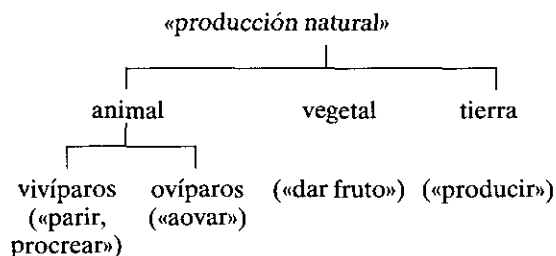 «producción natural»
animal vegetal tierra
vivíparos ovíparos («dar fruto») («producir»)
(«parir, («aovar»)
procrear»)